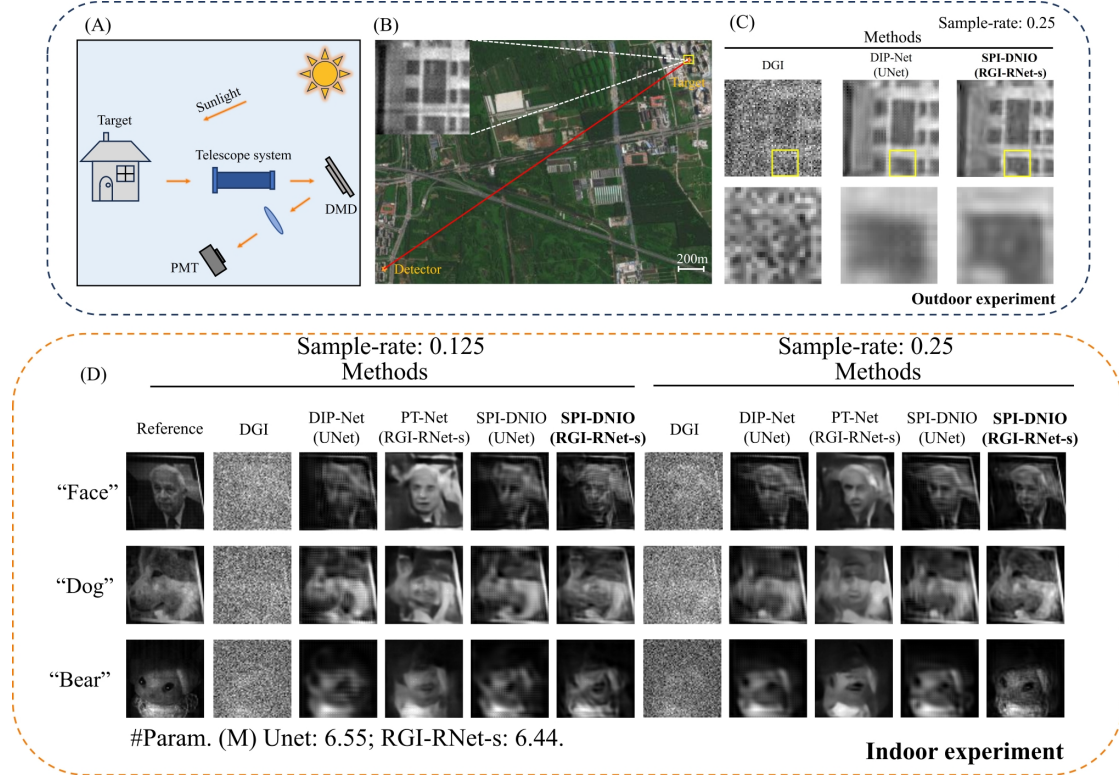 (A)
Sunlight
Target
Telescope system
DMD
PMT
(B)
Target
Detector
200m
(C)
Sample-rate: 0.25
Methods
DGI
DIP-Net
(UNet)
SPI-DNIO
(RGI-RNet-s)
Outdoor experiment
(D)
Sample-rate: 0.125
Methods
Sample-rate: 0.25
Methods
Reference
DGI
DIP-Net
(UNet)
PT-Net
(RGI-RNet-s)
SPI-DNIO
(UNet)
SPI-DNIO
(RGI-RNet-s)
DGI
DIP-Net
(UNet)
PT-Net
(RGI-RNet-s)
SPI-DNIO
(UNet)
SPI-DNIO
(RGI-RNet-s)
“Face”
“Dog”
“Bear”
#Param. (M) Unet: 6.55; RGI-RNet-s: 6.44.
Indoor experiment